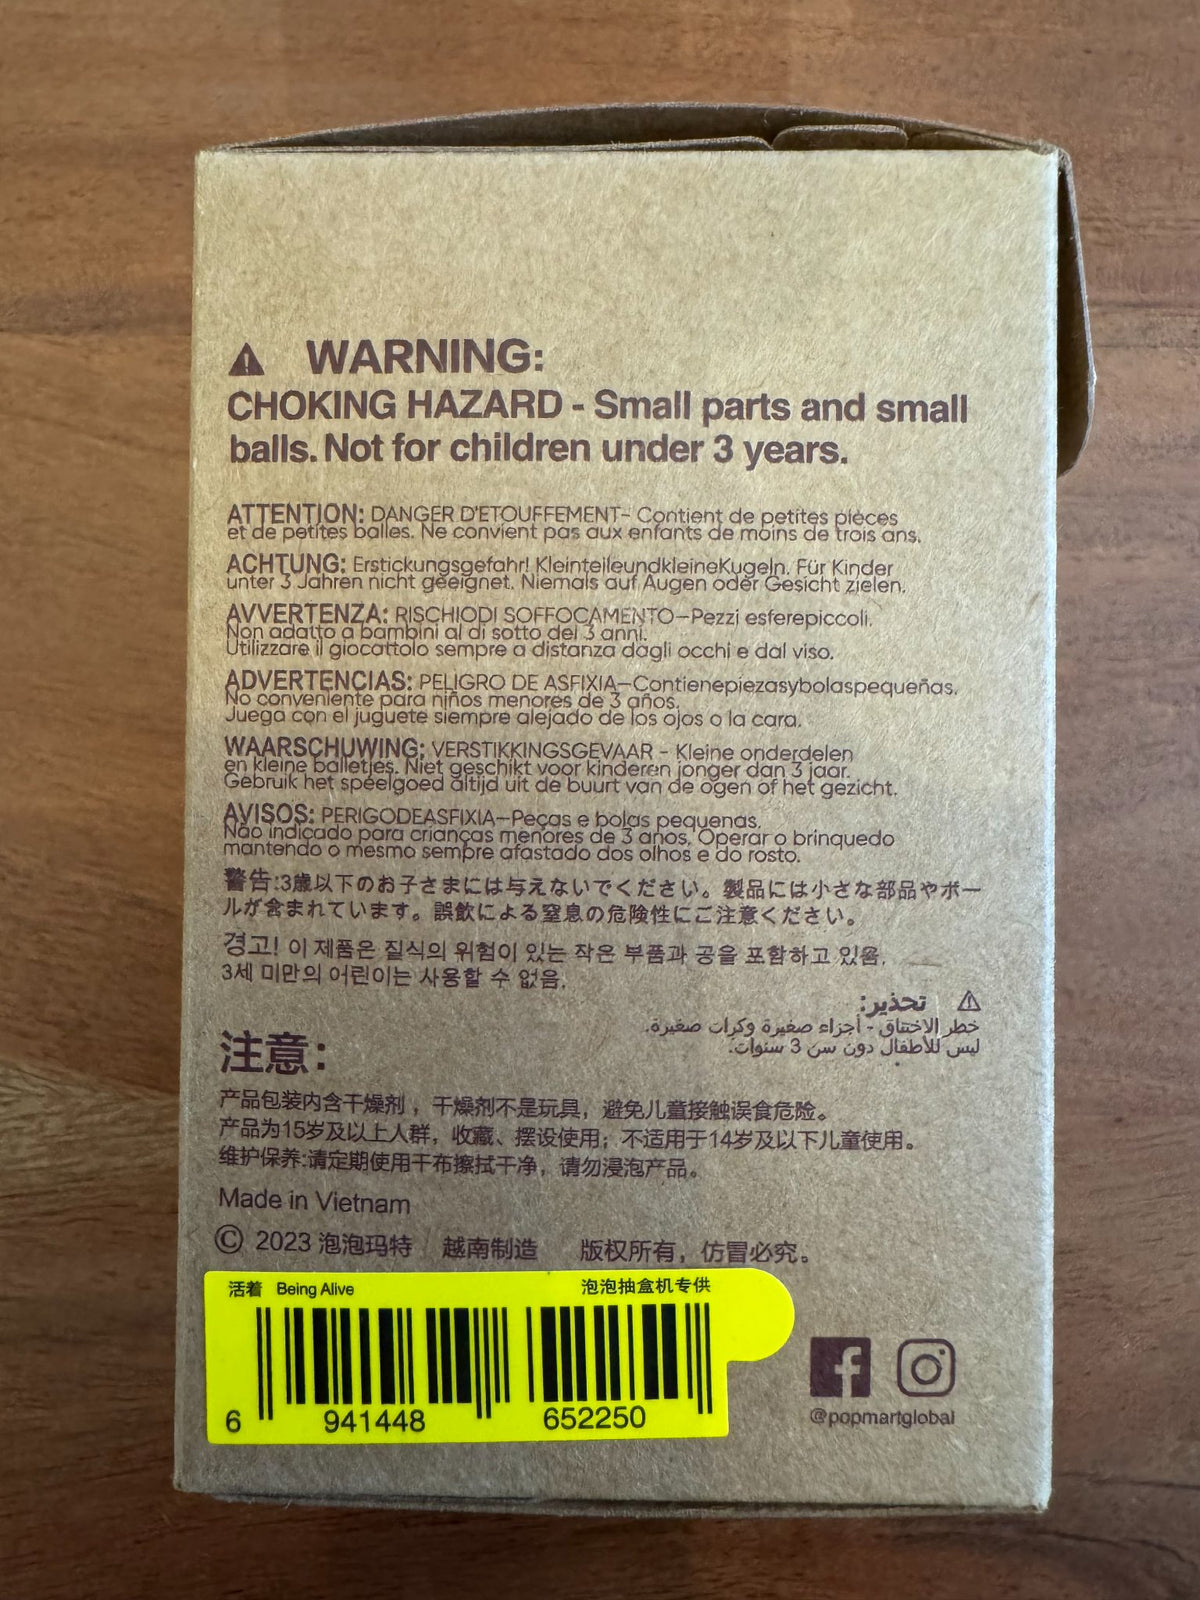 ⚠ WARNING:
CHOKING HAZARD - Small parts and small
balls. Not for children under 3 years.
ATTENTION: DANGER D'ETOUFFEMENT- Contient de petites pièces
et de petites balles. Ne convient pas aux enfants de moins de trois ans.
ACHTUNG: Erstickungsgefahr! KleinteileundkleineKugeln. Für Kinder
unter 3 Jahren nicht geeignet. Niemals auf Augen oder Gesicht zielen.
AVVERTENZA: RISCHIODI SOFFOCAMENTO-Pezzi esferepiccoli.
Non adatto a bambini al di sotto dei 3 anni.
Utilizzare il giocattolo sempre a distanza dagli occhi e dal viso.
ADVERTENCIAS: PELIGRO DE ASFIXIA-Contienepiezasybolaspequeñas.
No conveniente para niños menores de 3 años.
Juega con el juguete siempre alejado de los ojos o la cara.
WAARSCHUWING: VERSTIKKINGSGEVAAR - Kleine onderdelen
en kleine balletjes. Niet geschikt voor kinderen jonger dan 3 jaar.
Gebruik het speelgoed altijd uit de buurt van de ogen of het gezicht.
AVISOS: PERIGODEASFIXIA-Peças e bolas pequenas.
Não indicado para crianças menores de 3 anos, Operar o brinquedo
mantendo o mesmo sempre afastado dos olhos e do rosto.
警告:3歳以下のお子さまには与えないでください。製品には小さな部品やボー
ルが含まれています。誤飲による窒息の危険性にご注意ください。
경고! 이 제품은 질식의 위험이 있는 작은 부품과 공을 포함하고 있음.
3세 미만의 어린이는 사용할 수 없음.
⚠ تحذير:
خطر الاختناق - أجزاء صغيرة وكرات صغيرة.
ليس للأطفال دون سن 3 سنوات.
注意:
产品包装内含干燥剂，干燥剂不是玩具，避免儿童接触误食危险。
产品为15岁及以上人群，收藏、摆设使用；不适用于14岁及以下儿童使用。
维护保养:请定期使用干布擦拭干净，请勿浸泡产品。
Made in Vietnam
© 2023 泡泡玛特 越南制造 版权所有，仿冒必究。
活着 Being Alive 泡泡抽盒机专供
6 941448 652250
@popmartglobal